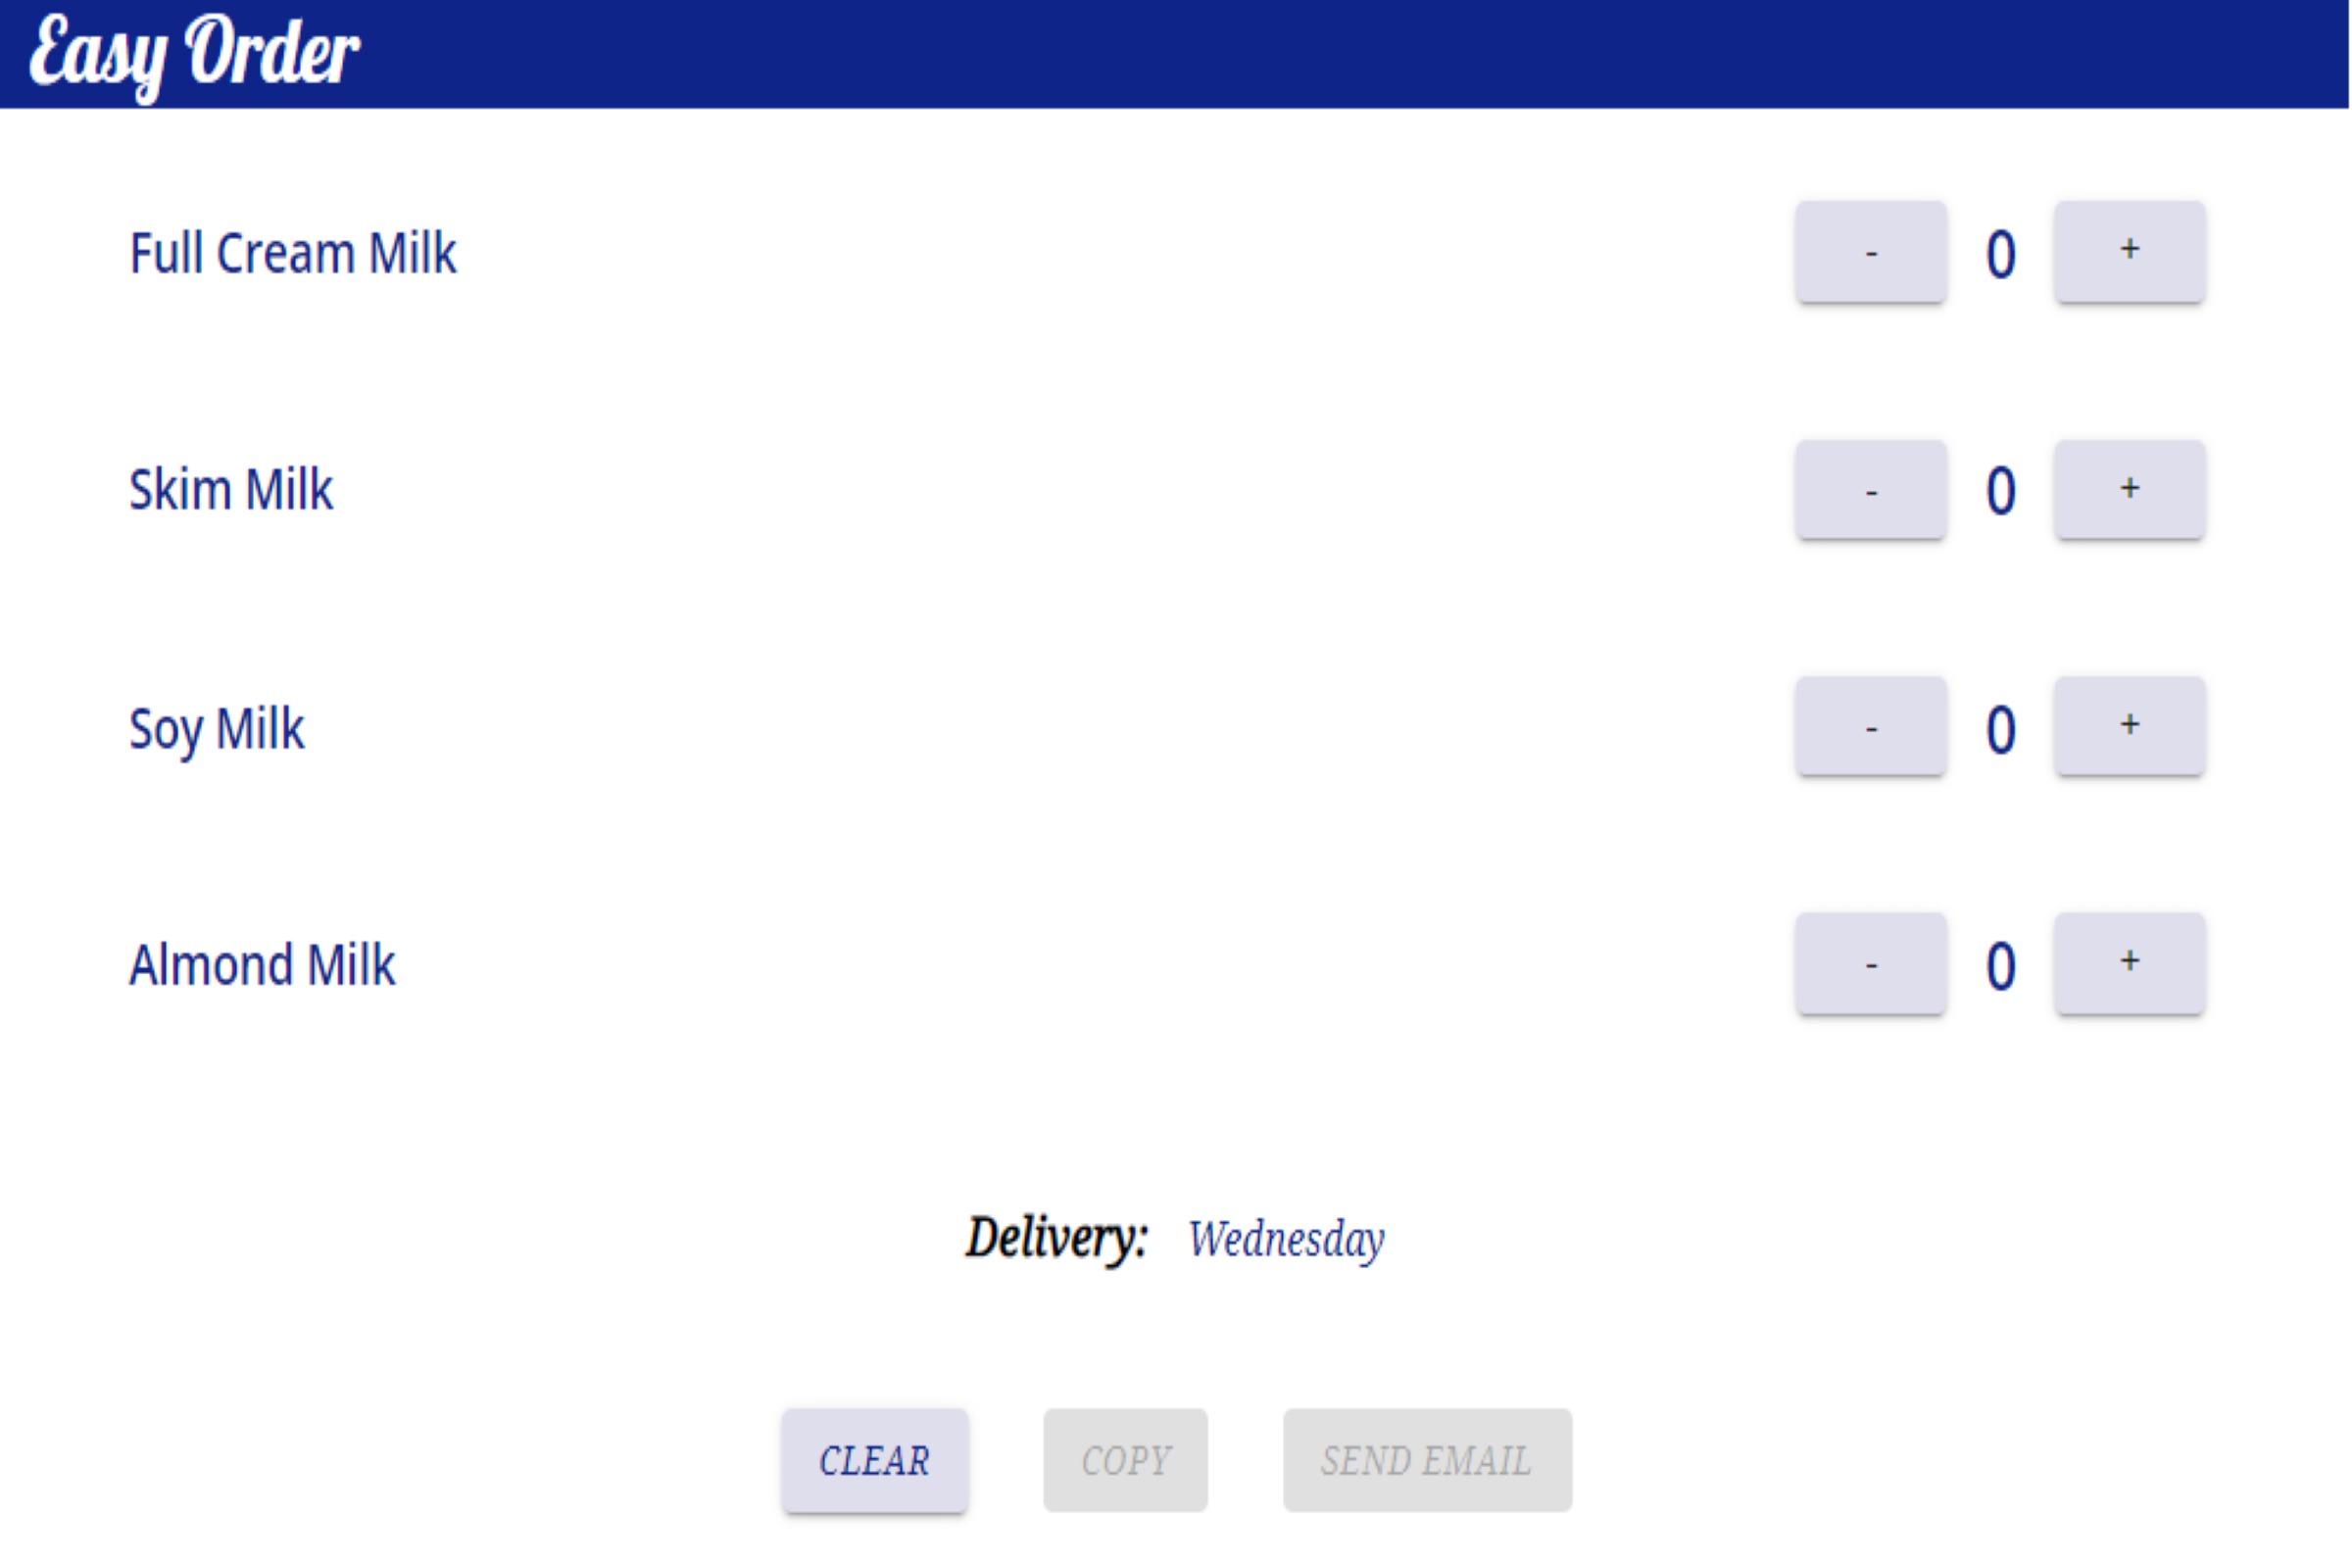 Easy Order
Full Cream Milk - 0 +
Skim Milk - 0 +
Soy Milk - 0 +
Almond Milk - 0 +
Delivery: Wednesday
CLEAR COPY SEND EMAIL